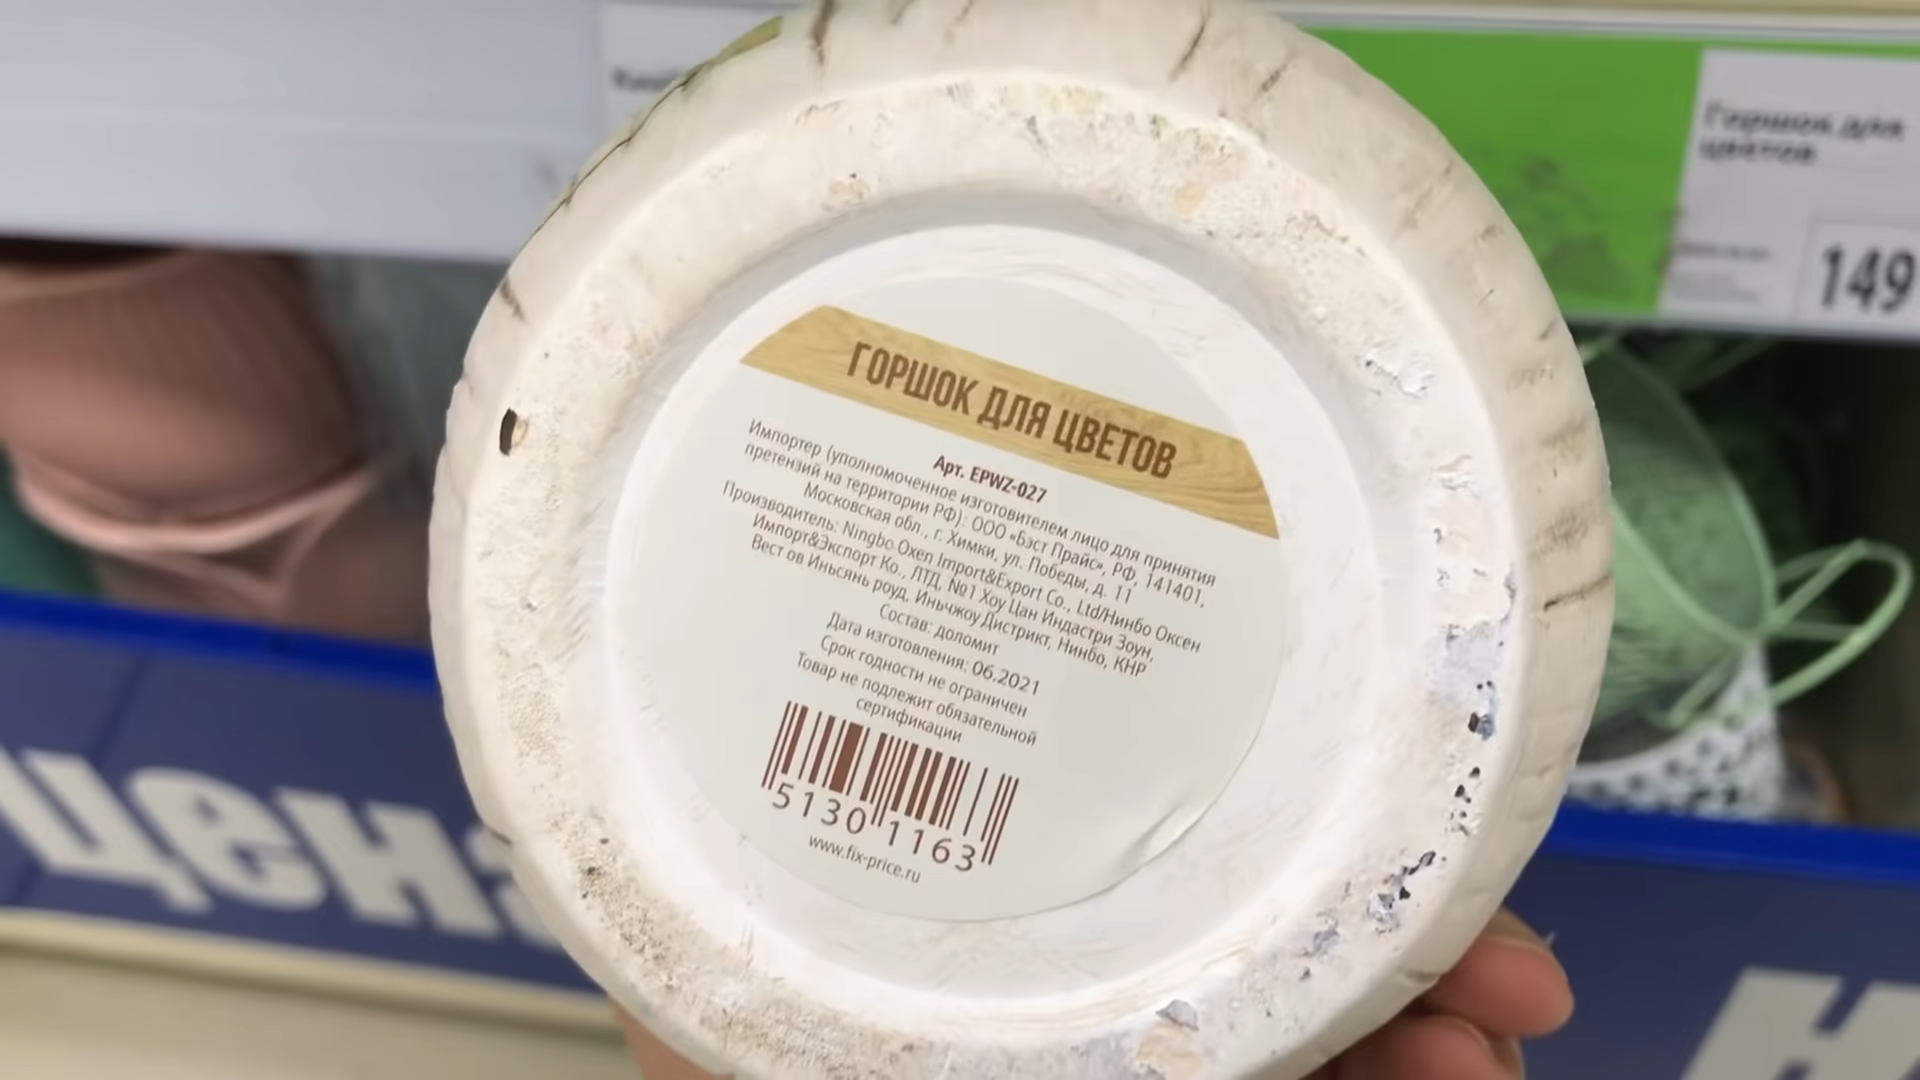 Горшок для
цветов
149
ГОРШОК ДЛЯ ЦВЕТОВ
Арт. EPWZ-027
Импортер (уполномоченное изготовителем лицо для принятия
претензий на территории РФ): ООО «Бэст Прайс», РФ, 141401,
Московская обл., г. Химки, ул. Победы, д. 11
Производитель: Ningbo Oxen Import&Export Co., Ltd/Нинбо Оксен
Импорт&Экспорт Ко., ЛТД, №1 Хоу Цан Индастри Зоун,
Вест ов Иньсянь роуд, Иньчжоу Дистрикт, Нинбо, КНР
Состав: доломит
Дата изготовления: 06.2021
Срок годности не ограничен
Товар не подлежит обязательной
сертификации
5130 1163
www.fix-price.ru
цена